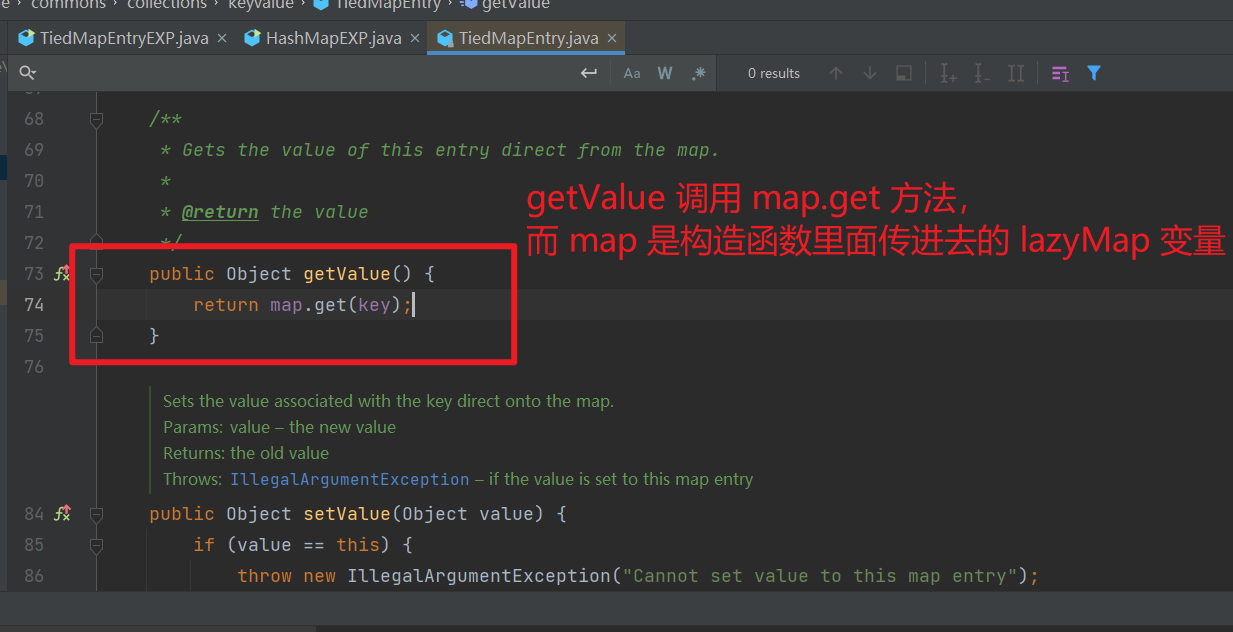 commons › collections › keyvalue › TiedMapEntry › getValue
TiedMapEntryEXP.java × HashMapEXP.java × TiedMapEntry.java ×
Aa W .* 0 results
68 /**
69 * Gets the value of this entry direct from the map.
70 *
71 * @return the value
72 */
getValue 调用 map.get 方法，
而 map 是构造函数里面传进去的 lazyMap 变量
73 public Object getValue() {
74 return map.get(key);
75 }
76
Sets the value associated with the key direct onto the map.
Params: value – the new value
Returns: the old value
Throws: IllegalArgumentException – if the value is set to this map entry
84 public Object setValue(Object value) {
85 if (value == this) {
86 throw new IllegalArgumentException("Cannot set value to this map entry");